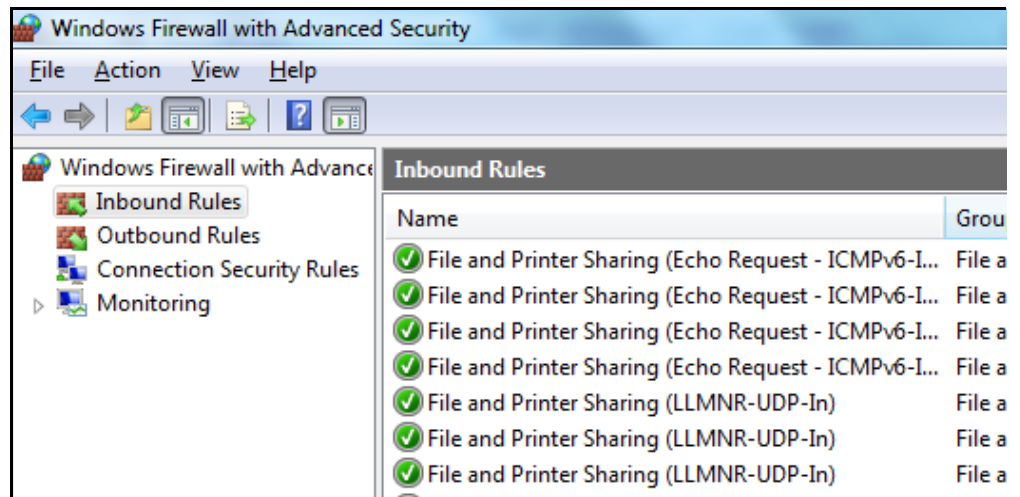 Windows Firewall with Advanced Security
File Action View Help
Windows Firewall with Advance
Inbound Rules
Outbound Rules
Connection Security Rules
Monitoring
Inbound Rules
Name Grou
File and Printer Sharing (Echo Request - ICMPv6-I... File a
File and Printer Sharing (Echo Request - ICMPv6-I... File a
File and Printer Sharing (Echo Request - ICMPv6-I... File a
File and Printer Sharing (Echo Request - ICMPv6-I... File a
File and Printer Sharing (LLMNR-UDP-In) File a
File and Printer Sharing (LLMNR-UDP-In) File a
File and Printer Sharing (LLMNR-UDP-In) File a